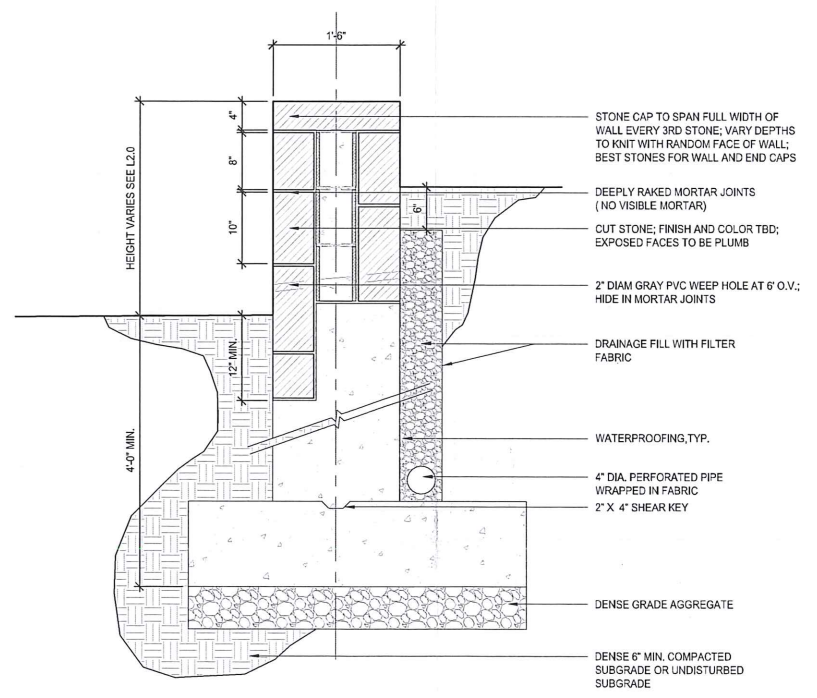 1'-6"
HEIGHT VARIES SEE L2.0
4"
8"
10"
12" MIN.
4'-0" MIN.
6"
STONE CAP TO SPAN FULL WIDTH OF
WALL EVERY 3RD STONE; VARY DEPTHS
TO KNIT WITH RANDOM FACE OF WALL;
BEST STONES FOR WALL AND END CAPS
DEEPLY RAKED MORTAR JOINTS
( NO VISIBLE MORTAR)
CUT STONE; FINISH AND COLOR TBD;
EXPOSED FACES TO BE PLUMB
2" DIAM GRAY PVC WEEP HOLE AT 6' O.V.;
HIDE IN MORTAR JOINTS
DRAINAGE FILL WITH FILTER
FABRIC
WATERPROOFING,TYP.
4" DIA. PERFORATED PIPE
WRAPPED IN FABRIC
2" X 4" SHEAR KEY
DENSE GRADE AGGREGATE
DENSE 6" MIN. COMPACTED
SUBGRADE OR UNDISTURBED
SUBGRADE